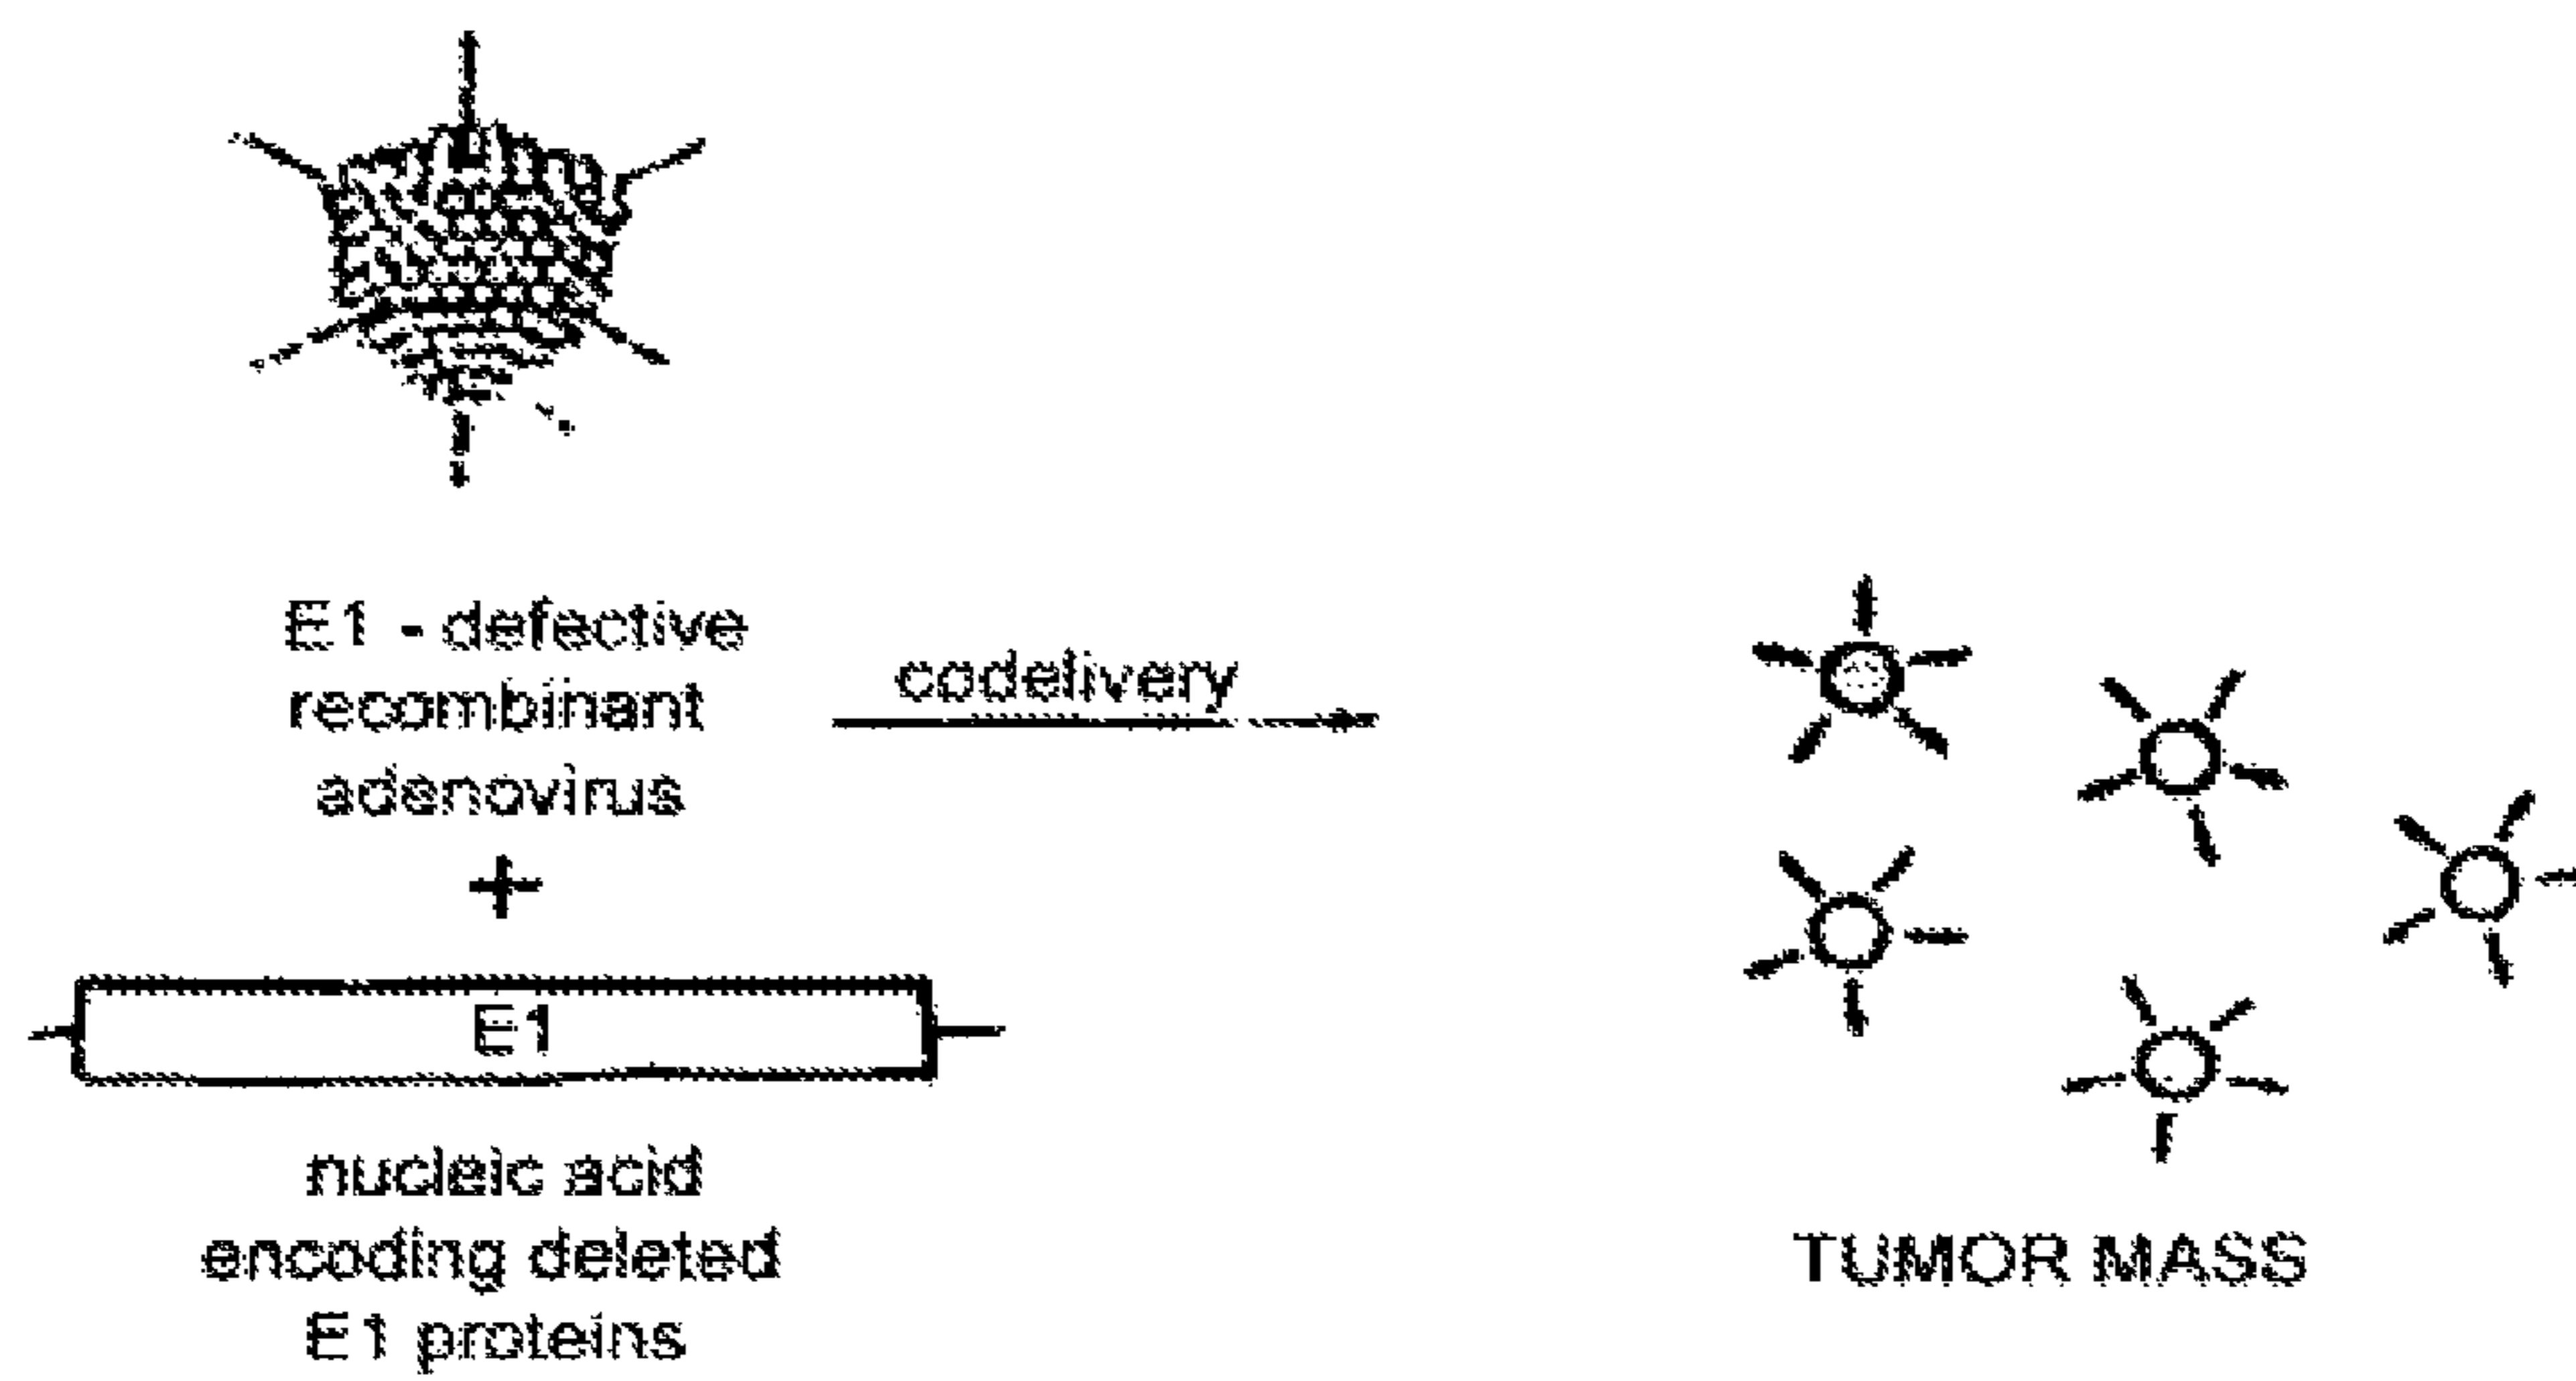 E1 - defective
recombinant
adenovirus
codelivery
+
E1
nucleic acid
encoding deleted
E1 proteins
TUMOR MASS